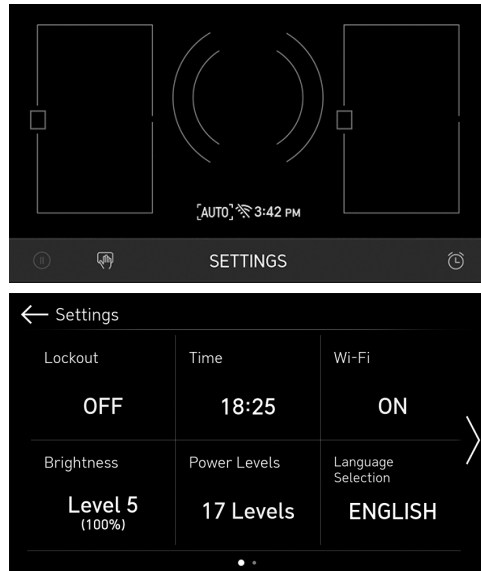 [AUTO] 3:42 PM
SETTINGS
Settings
Lockout
Time
Wi-Fi
OFF
18:25
ON
Brightness
Power Levels
Language
Selection
Level 5
(100%)
17 Levels
ENGLISH